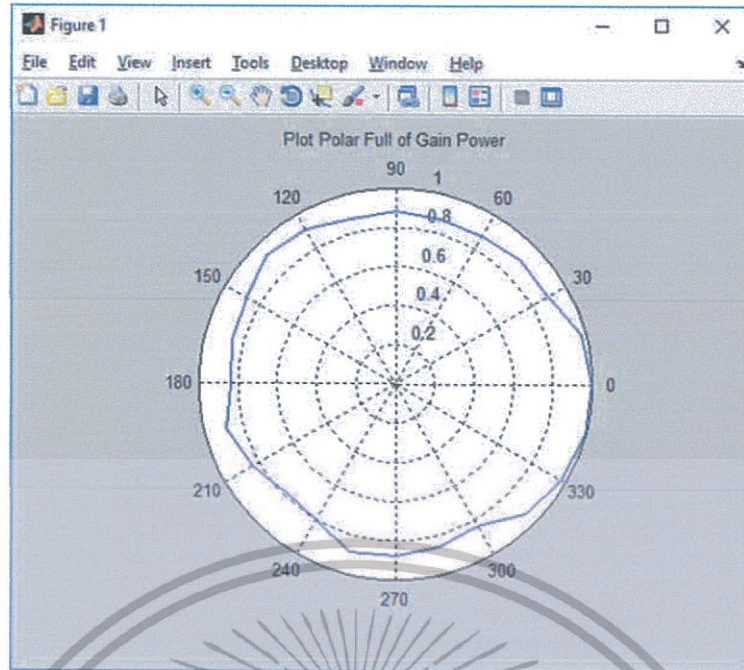 Figure 1
File Edit View Insert Tools Desktop Window Help
Plot Polar Full of Gain Power
90
120 1 60
0.8
0.6
150 30
0.4
0.2
180 0
210 330
240 300
270